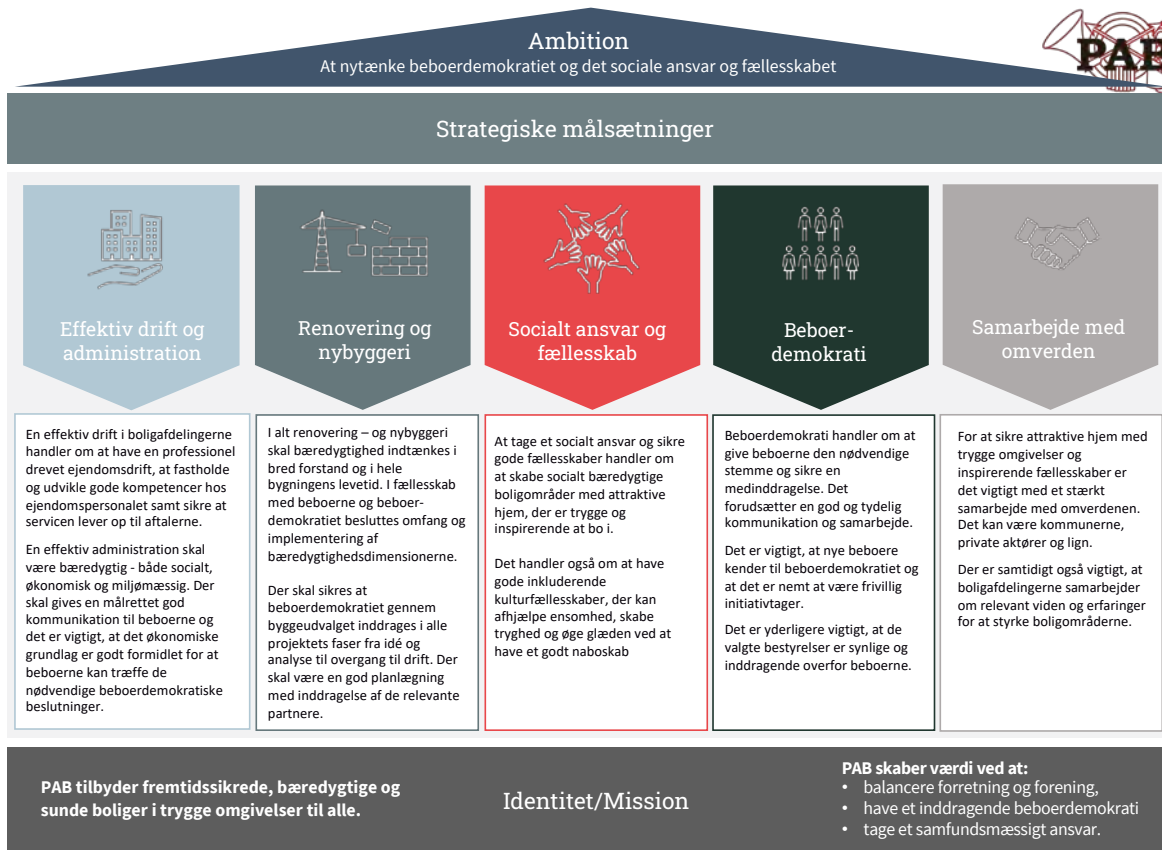 Ambition
At nytænke beboerdemokratiet og det sociale ansvar og fællesskabet
PAB
Strategiske målsætninger
Effektiv drift og
administration
En effektiv drift i boligafdelingerne
handler om at have en professionel
drevet ejendomsdrift, at fastholde
og udvikle gode kompetencer hos
ejendomspersonalet samt sikre at
servicen lever op til aftalerne.
En effektiv administration skal
være bæredygtig - både socialt,
økonomisk og miljømæssig. Der
skal gives en målrettet god
kommunikation til beboerne og
det er vigtigt, at det økonomiske
grundlag er godt formidlet for at
beboerne kan træffe de
nødvendige beboerdemokratiske
beslutninger.
Renovering og
nybyggeri
I alt renovering – og nybyggeri
skal bæredygtighed indtænkes i
bred forstand og i hele
bygningens levetid. I fællesskab
med beboerne og beboer-
demokratiet besluttes omfang og
implementering af
bæredygtighedsdimensionerne.
Der skal sikres at
beboerdemokratiet gennem
byggeudvalget inddrages i alle
projektets faser fra idé og
analyse til overgang til drift. Der
skal være en god planlægning
med inddragelse af de relevante
partnere.
Socialt ansvar og
fællesskab
At tage et socialt ansvar og sikre
gode fællesskaber handler om
at skabe socialt bæredygtige
boligområder med attraktive
hjem, der er trygge og
inspirerende at bo i.
Det handler også om at have
gode inkluderende
kulturfællesskaber, der kan
afhjælpe ensomhed, skabe
tryghed og øge glæden ved at
have et godt naboskab
Beboer-
demokrati
Beboerdemokrati handler om at
give beboerne den nødvendige
stemme og sikre en
medinddragelse. Det
forudsætter en god og tydelig
kommunikation og samarbejde.
Det er vigtigt, at nye beboere
kender til beboerdemokratiet og
at det er nemt at være frivillig
initiativtager.
Det er yderligere vigtigt, at de
valgte bestyrelser er synlige og
inddragende overfor beboerne.
Samarbejde med
omverden
For at sikre attraktive hjem med
trygge omgivelser og
inspirerende fællesskaber er
det vigtigt med et stærkt
samarbejde med omverdenen.
Det kan være kommunerne,
private aktører og lign.
Der er samtidigt også vigtigt, at
boligafdelingerne samarbejder
om relevant viden og erfaringer
for at styrke boligområderne.
PAB tilbyder fremtidssikrede, bæredygtige og
sunde boliger i trygge omgivelser til alle.
Identitet/Mission
PAB skaber værdi ved at:
• balancere forretning og forening,
• have et inddragende beboerdemokrati
• tage et samfundsmæssigt ansvar.